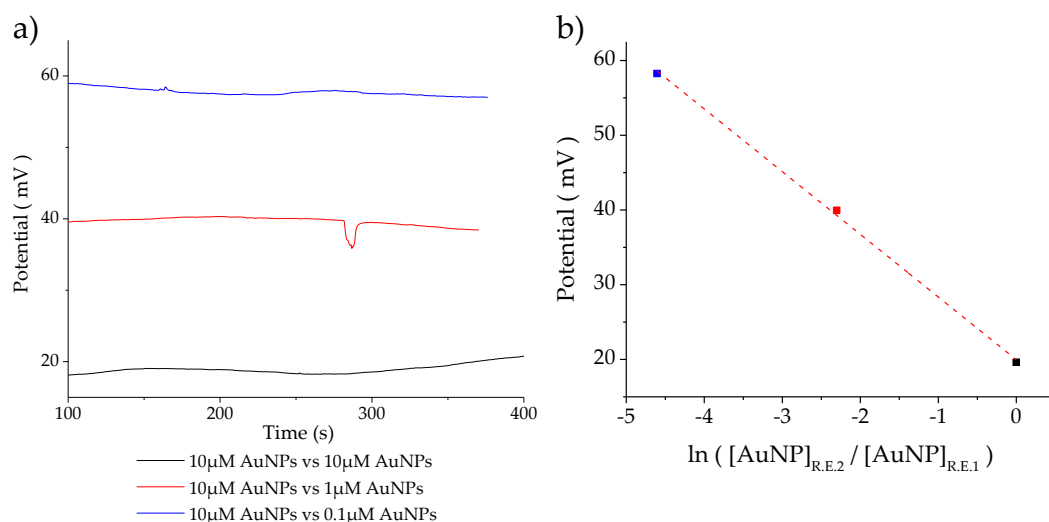 a)
Potential ( mV )
60
40
20
100
200
300
400
Time (s)
10μM AuNPs vs 10μM AuNPs
10μM AuNPs vs 1μM AuNPs
10μM AuNPs vs 0.1μM AuNPs
b)
Potential ( mV )
60
50
40
30
20
-5
-4
-3
-2
-1
0
ln ( [AuNP]R.E.2 / [AuNP]R.E.1 )